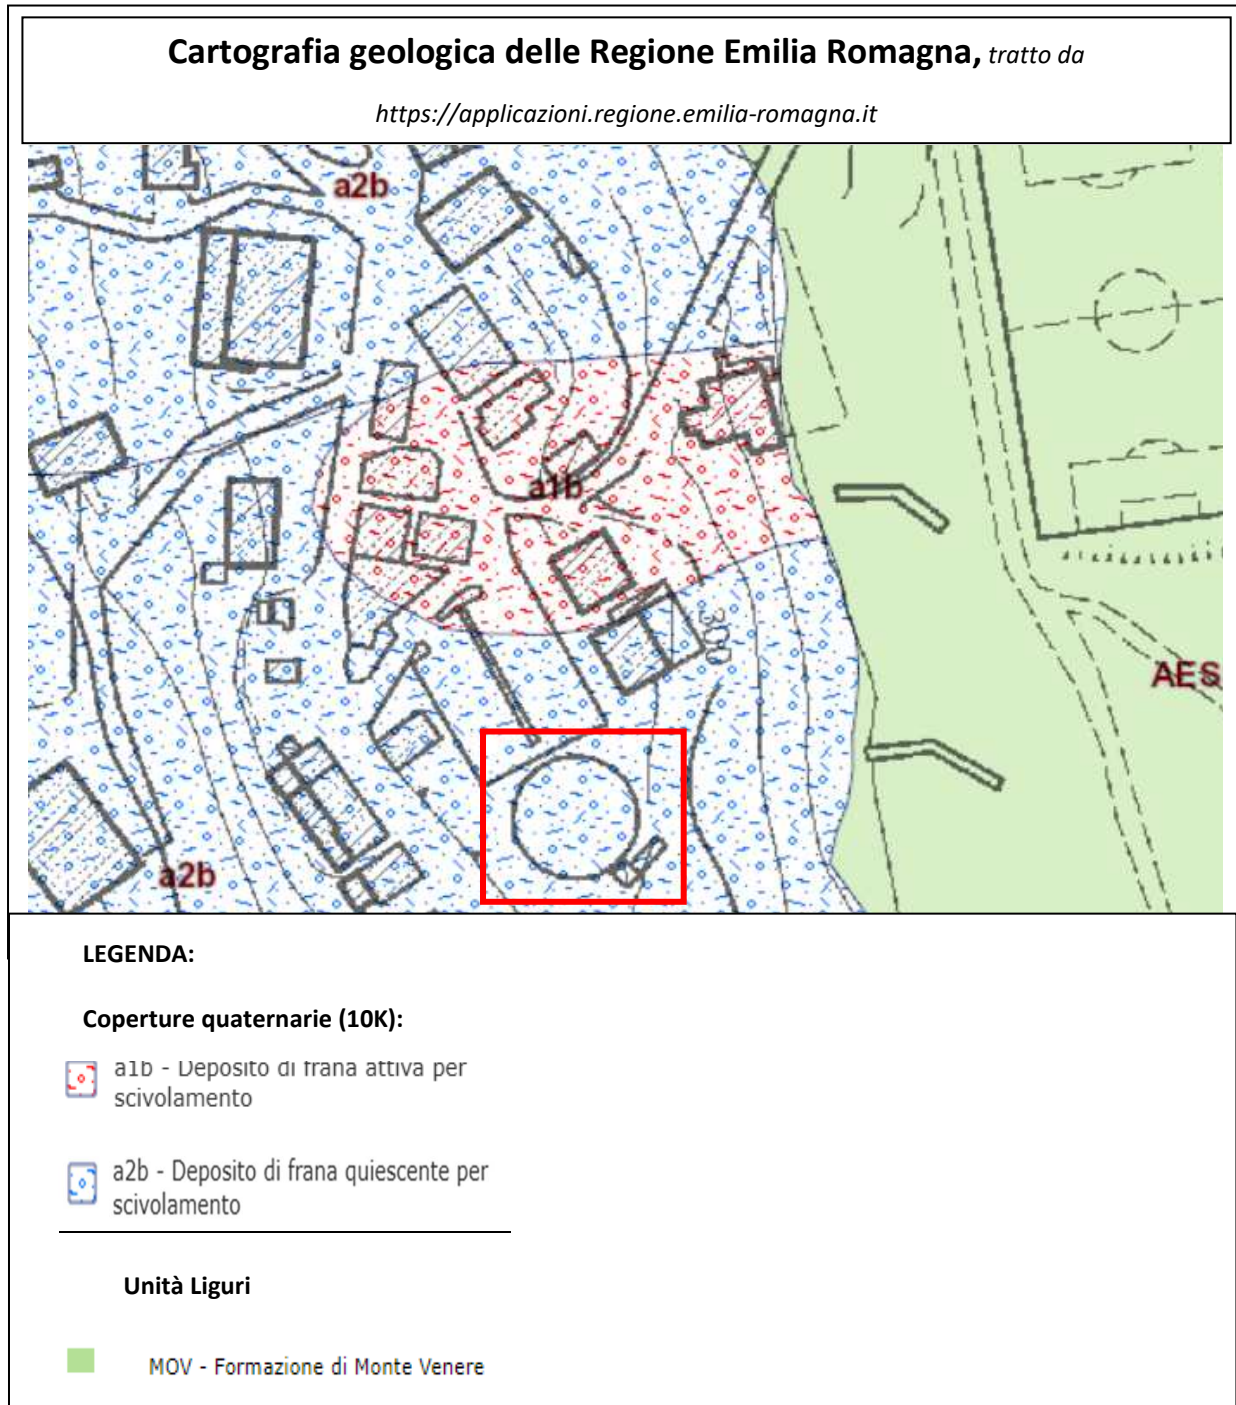 Cartografia geologica delle Regione Emilia Romagna, tratto da
https://applicazioni.regione.emilia-romagna.it
a2b
a1b
300
AES
a2b
LEGENDA:
Coperture quaternarie (10K):
a1b - Deposito di frana attiva per
scivolamento
a2b - Deposito di frana quiescente per
scivolamento
Unità Liguri
MOV - Formazione di Monte Venere